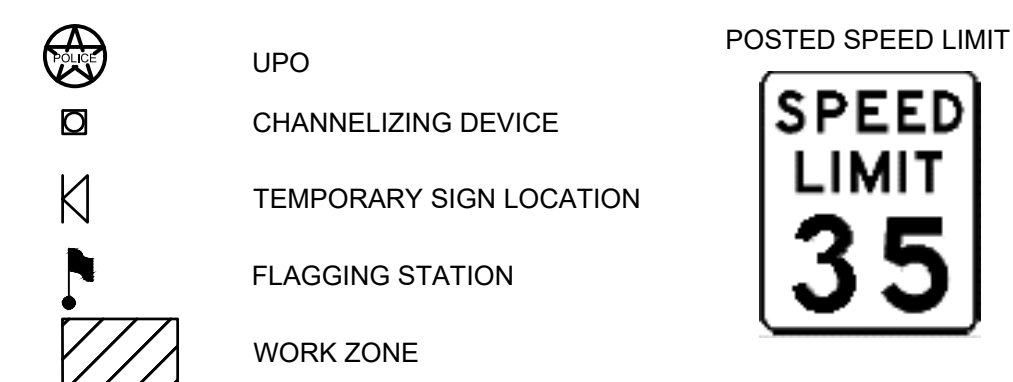 POLICE
UPO
CHANNELIZING DEVICE
TEMPORARY SIGN LOCATION
FLAGGING STATION
WORK ZONE
POSTED SPEED LIMIT
SPEED
LIMIT
35